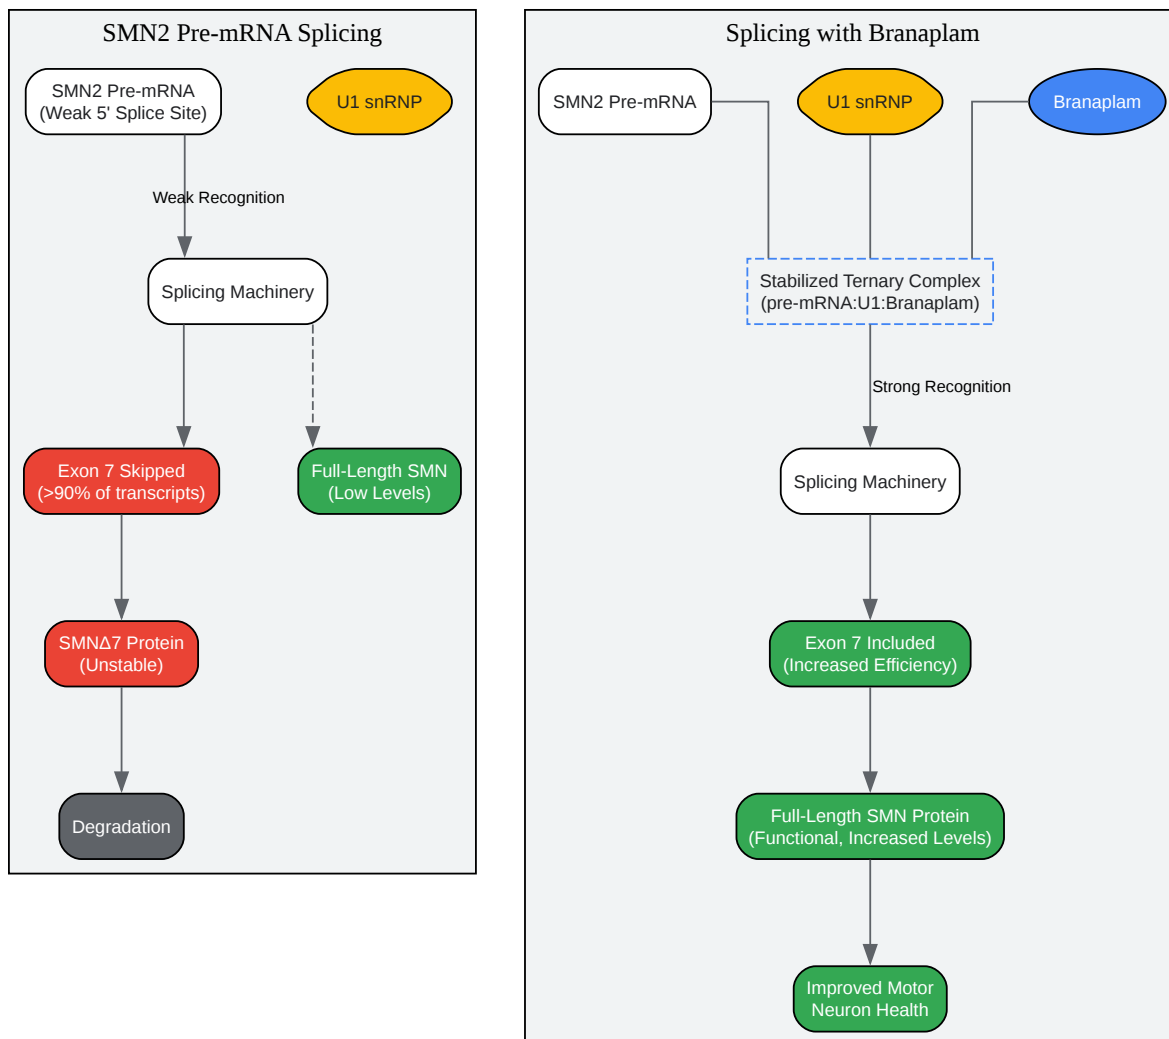 SMN2 Pre-mRNA Splicing
SMN2 Pre-mRNA
(Weak 5' Splice Site)
U1 snRNP
Weak Recognition
Splicing Machinery
Exon 7 Skipped
(>90% of transcripts)
Full-Length SMN
(Low Levels)
SMNΔ7 Protein
(Unstable)
Degradation
Splicing with Branaplam
SMN2 Pre-mRNA
U1 snRNP
Branaplam
Stabilized Ternary Complex
(pre-mRNA:U1:Branaplam)
Strong Recognition
Splicing Machinery
Exon 7 Included
(Increased Efficiency)
Full-Length SMN Protein
(Functional, Increased Levels)
Improved Motor
Neuron Health